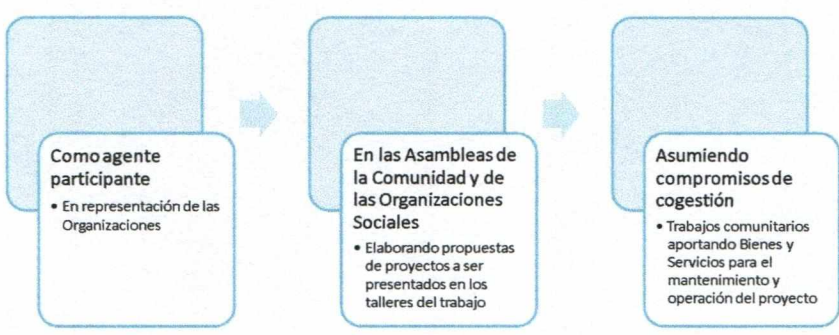 Como agente
participante
• En representación de las
Organizaciones
En las Asambleas de
la Comunidad y de
las Organizaciones
Sociales
• Elaborando propuestas
de proyectos a ser
presentados en los
talleres del trabajo
Asumiendo
compromisos de
cogestión
• Trabajos comunitarios
aportando Bienes y
Servicios para el
mantenimiento y
operación del proyecto